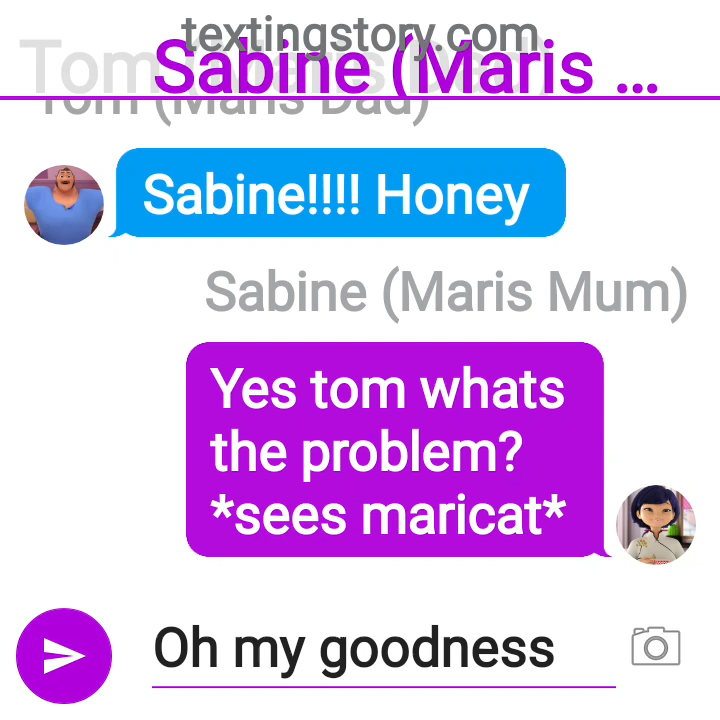 textingstory.com
Sabine (Maris ...
Tom (Maris Dad)
Sabine!!!! Honey
Sabine (Maris Mum)
Yes tom whats
the problem?
*sees maricat*
Oh my goodness